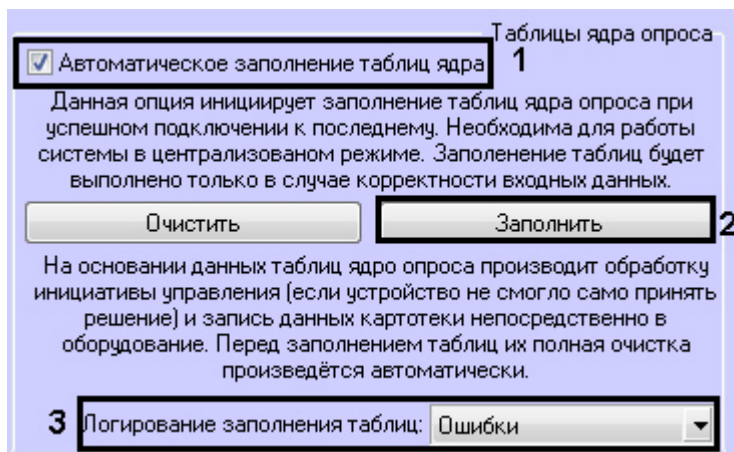 Таблицы ядра опроса
Автоматическое заполнение таблиц ядра 1
Данная опция инициирует заполнение таблиц ядра опроса при
успешном подключении к последнему. Необходима для работы
системы в централизованом режиме. Заполенение таблиц будет
выполнено только в случае корректности входных данных.
Очистить Заполнить 2
На основании данных таблиц ядро опроса производит обработку
инициативы управления (если устройство не смогло само принять
решение) и запись данных картотеки непосредственно в
оборудование. Перед заполнением таблиц их полная очистка
произведётся автоматически.
3 Логирование заполнения таблиц: Ошибки